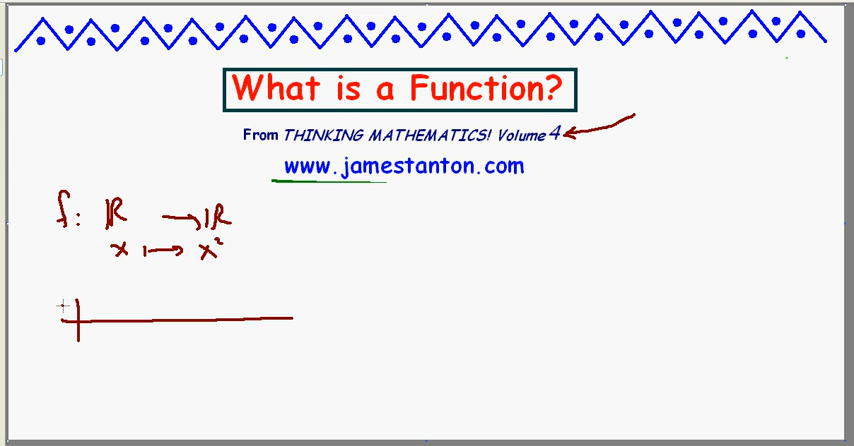 What is a Function?
From THINKING MATHEMATICS! Volume 4
www.jamestanton.com
f: ℝ → ℝ
x ↦ x²